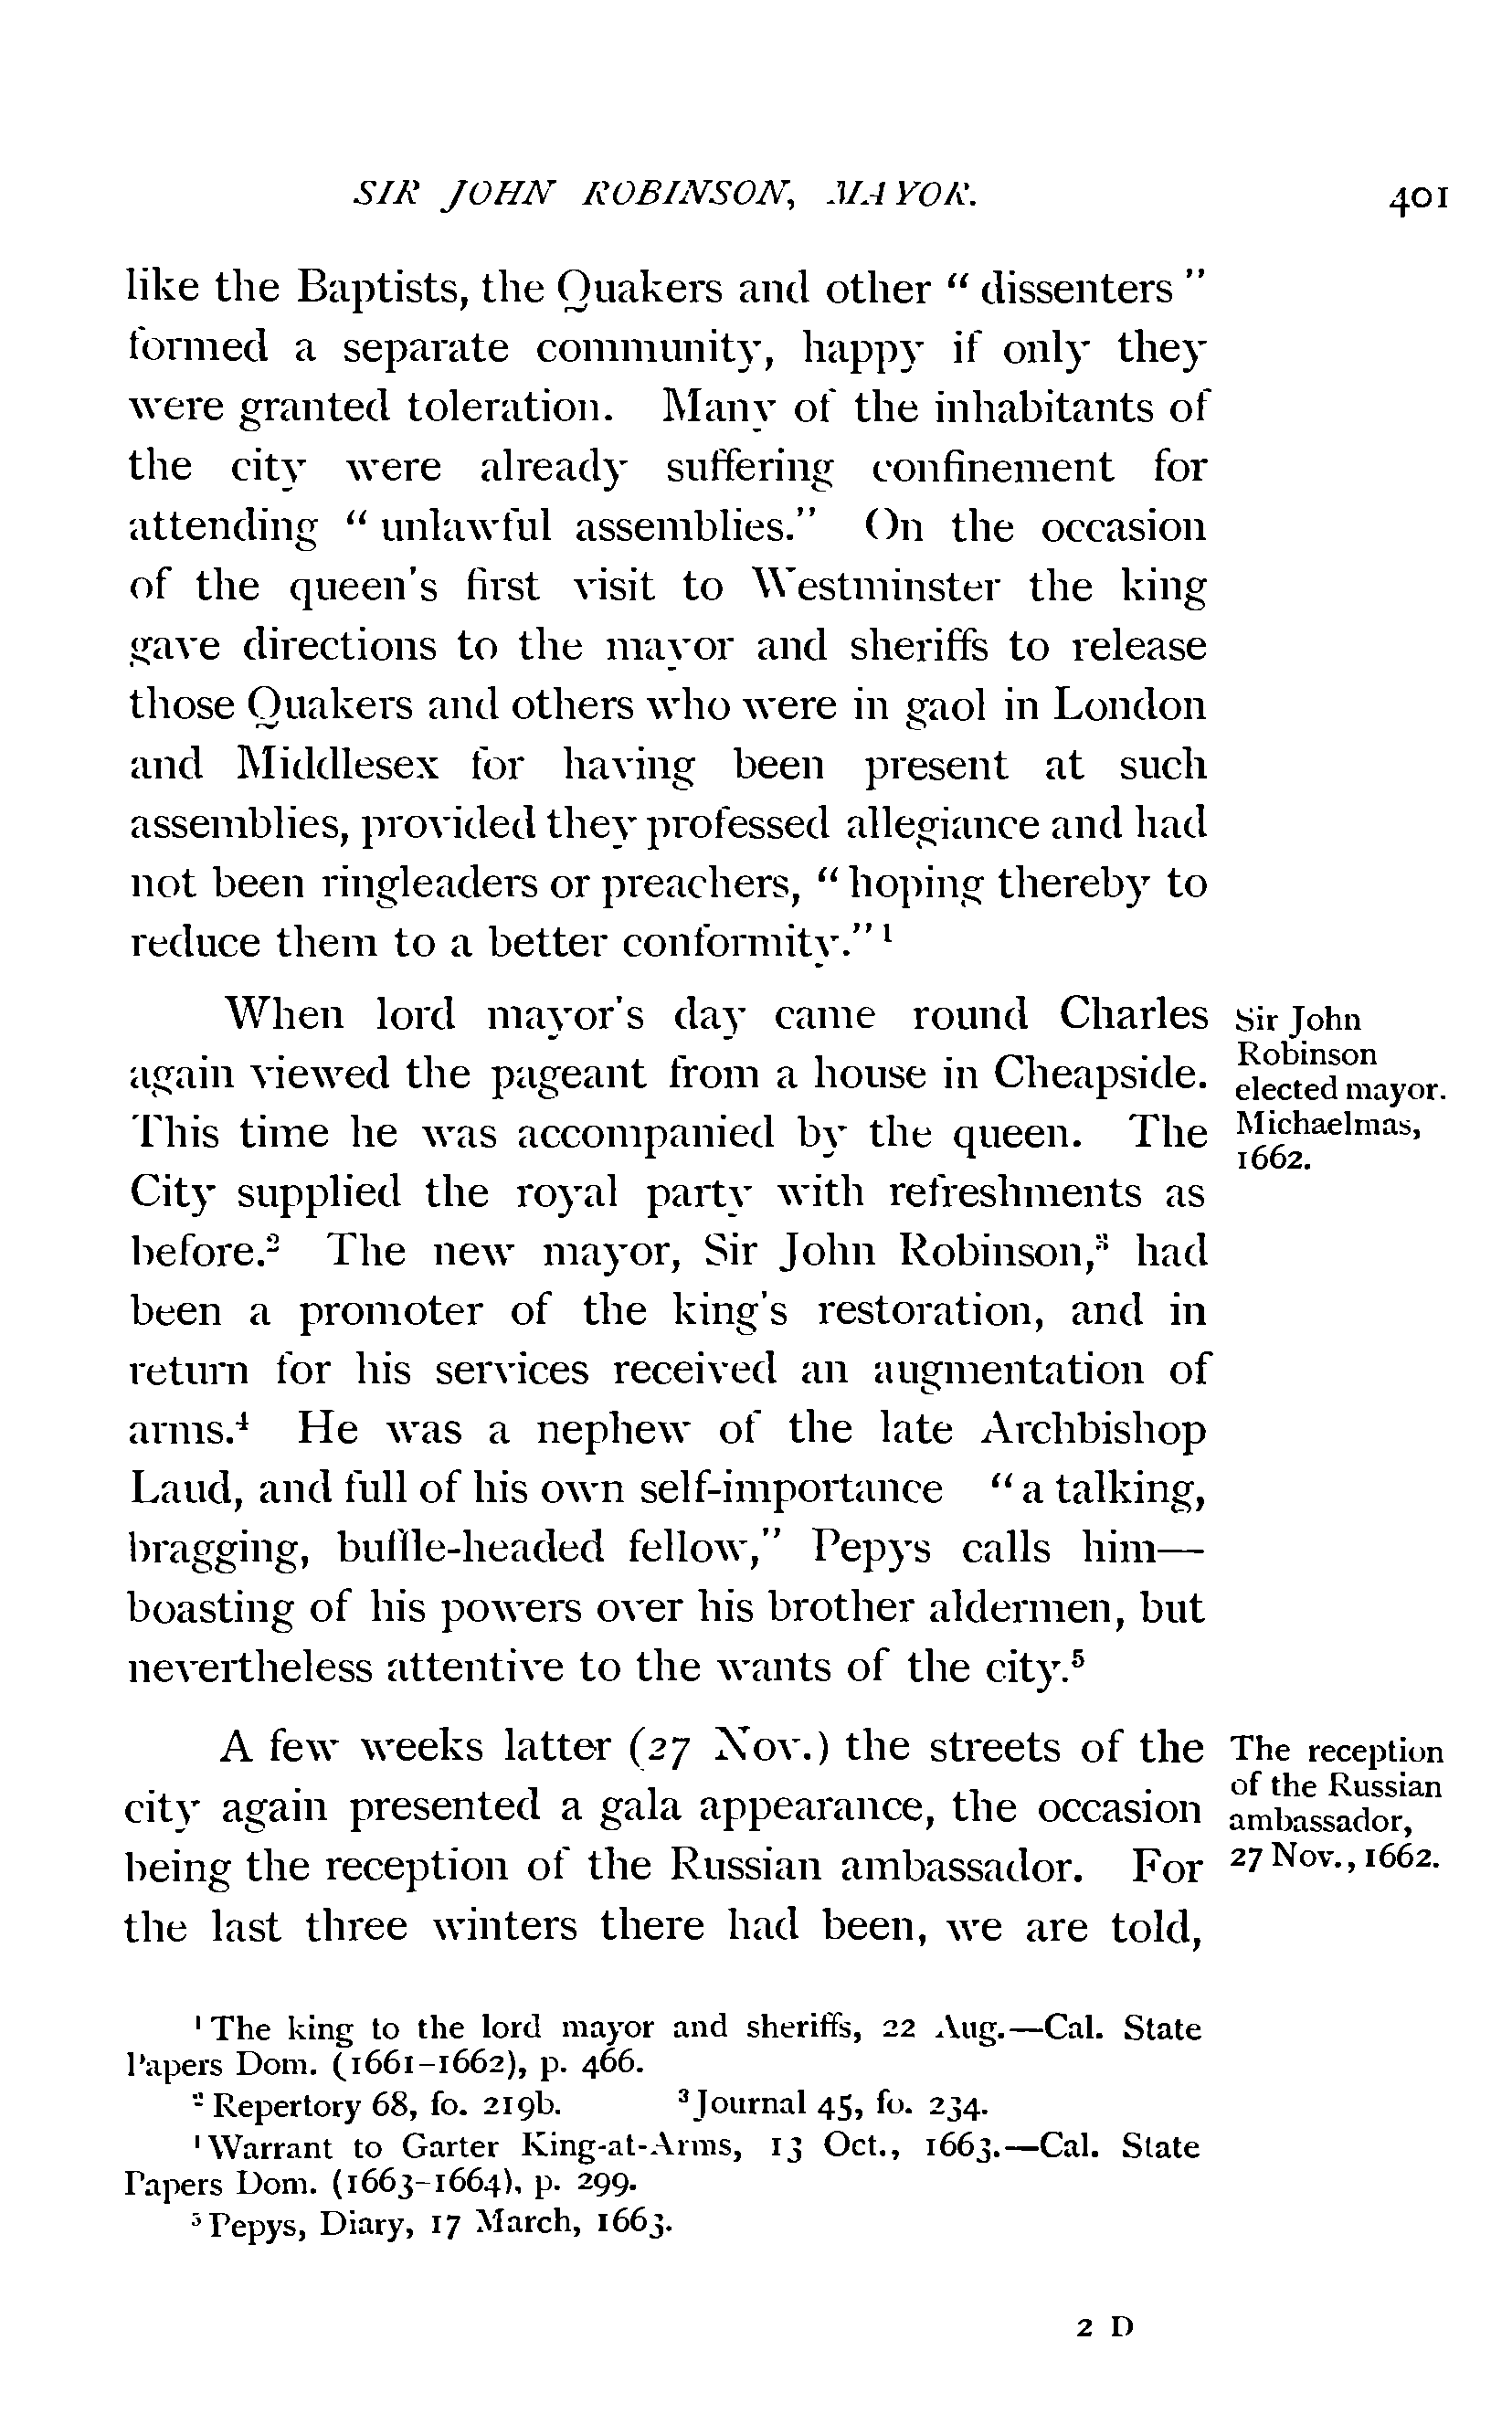 SIR JOHN ROBINSON, MAYOR. 401
like the Baptists, the Quakers and other “ dissenters ”
formed a separate community, happy if only they
were granted toleration. Many of the inhabitants of
the city were already suffering confinement for
attending “ unlawful assemblies.” On the occasion
of the queen's first visit to Westminster the king
gave directions to the mayor and sheriffs to release
those Quakers and others who were in gaol in London
and Middlesex for having been present at such
assemblies, provided they professed allegiance and had
not been ringleaders or preachers, “ hoping thereby to
reduce them to a better conformity.” ¹
When lord mayor's day came round Charles
again viewed the pageant from a house in Cheapside.
This time he was accompanied by the queen. The
City supplied the royal party with refreshments as
before.² The new mayor, Sir John Robinson,³ had
been a promoter of the king's restoration, and in
return for his services received an augmentation of
arms.⁴ He was a nephew of the late Archbishop
Laud, and full of his own self-importance “ a talking,
bragging, buffle-headed fellow,” Pepys calls him—
boasting of his powers over his brother aldermen, but
nevertheless attentive to the wants of the city.⁵
Sir John
Robinson
elected mayor.
Michaelmas,
1662.
A few weeks latter (27 Nov.) the streets of the
city again presented a gala appearance, the occasion
being the reception of the Russian ambassador. For
the last three winters there had been, we are told,
The reception
of the Russian
ambassador,
27 Nov., 1662.
¹ The king to the lord mayor and sheriffs, 22 Aug.—Cal. State
Papers Dom. (1661-1662), p. 466.
² Repertory 68, fo. 219b. ³ Journal 45, fo. 234.
⁴ Warrant to Garter King-at-Arms, 13 Oct., 1663.—Cal. State
Papers Dom. (1663-1664), p. 299.
⁵ Pepys, Diary, 17 March, 1663.
2 D